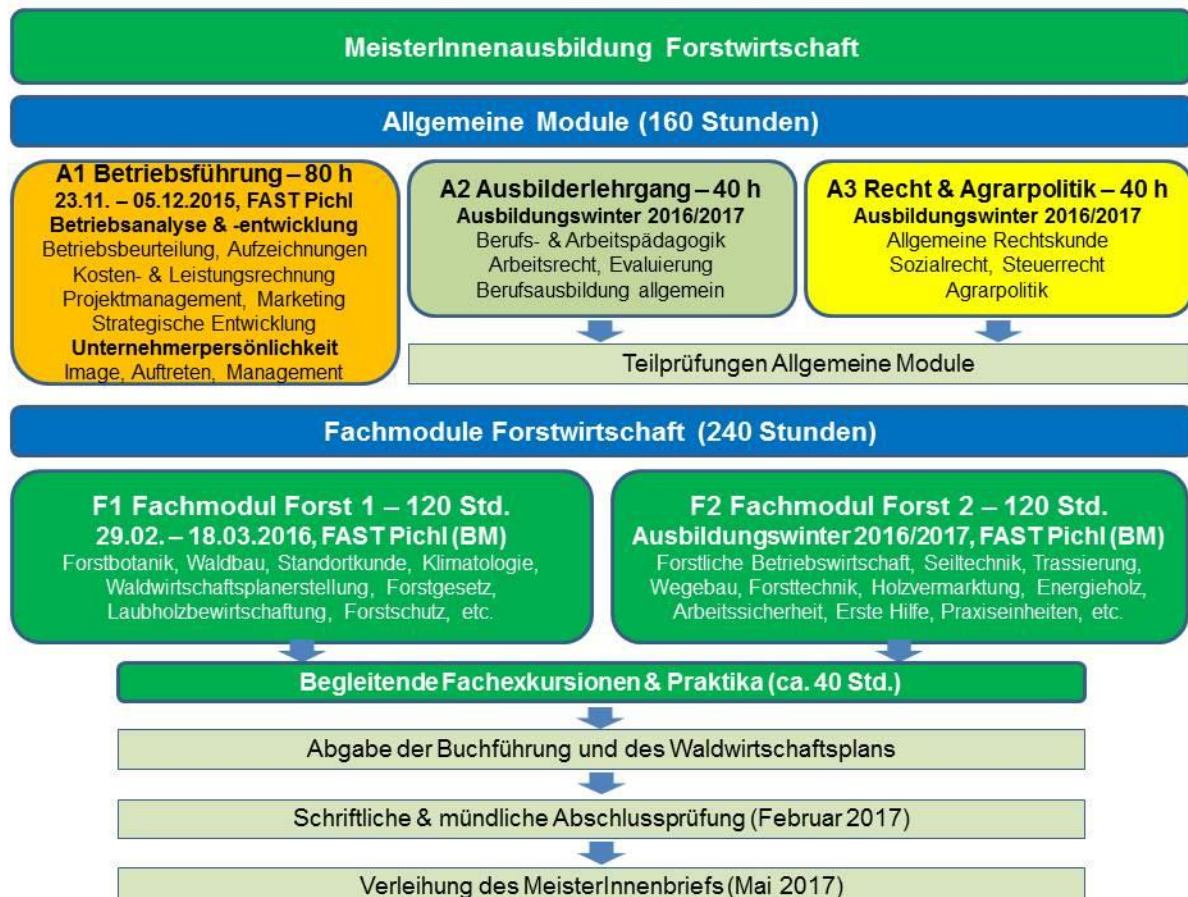 MeisterInnenausbildung Forstwirtschaft
Allgemeine Module (160 Stunden)
A1 Betriebsführung – 80 h
23.11. – 05.12.2015, FAST Pichl
Betriebsanalyse & -entwicklung
Betriebsbeurteilung, Aufzeichnungen
Kosten- & Leistungsrechnung
Projektmanagement, Marketing
Strategische Entwicklung
Unternehmerpersönlichkeit
Image, Auftreten, Management
A2 Ausbilderlehrgang – 40 h
Ausbildungswinter 2016/2017
Berufs- & Arbeitspädagogik
Arbeitsrecht, Evaluierung
Berufsausbildung allgemein
A3 Recht & Agrarpolitik – 40 h
Ausbildungswinter 2016/2017
Allgemeine Rechtskunde
Sozialrecht, Steuerrecht
Agrarpolitik
Teilprüfungen Allgemeine Module
Fachmodule Forstwirtschaft (240 Stunden)
F1 Fachmodul Forst 1 – 120 Std.
29.02. – 18.03.2016, FAST Pichl (BM)
Forstbotanik, Waldbau, Standortkunde, Klimatologie,
Waldwirtschaftsplanerstellung, Forstgesetz,
Laubholzbewirtschaftung, Forstschutz, etc.
F2 Fachmodul Forst 2 – 120 Std.
Ausbildungswinter 2016/2017, FAST Pichl (BM)
Forstliche Betriebswirtschaft, Seiltechnik, Trassierung,
Wegebau, Forsttechnik, Holzvermarktung, Energieholz,
Arbeitssicherheit, Erste Hilfe, Praxiseinheiten, etc.
Begleitende Fachexkursionen & Praktika (ca. 40 Std.)
Abgabe der Buchführung und des Waldwirtschaftsplans
Schriftliche & mündliche Abschlussprüfung (Februar 2017)
Verleihung des MeisterInnenbriefs (Mai 2017)